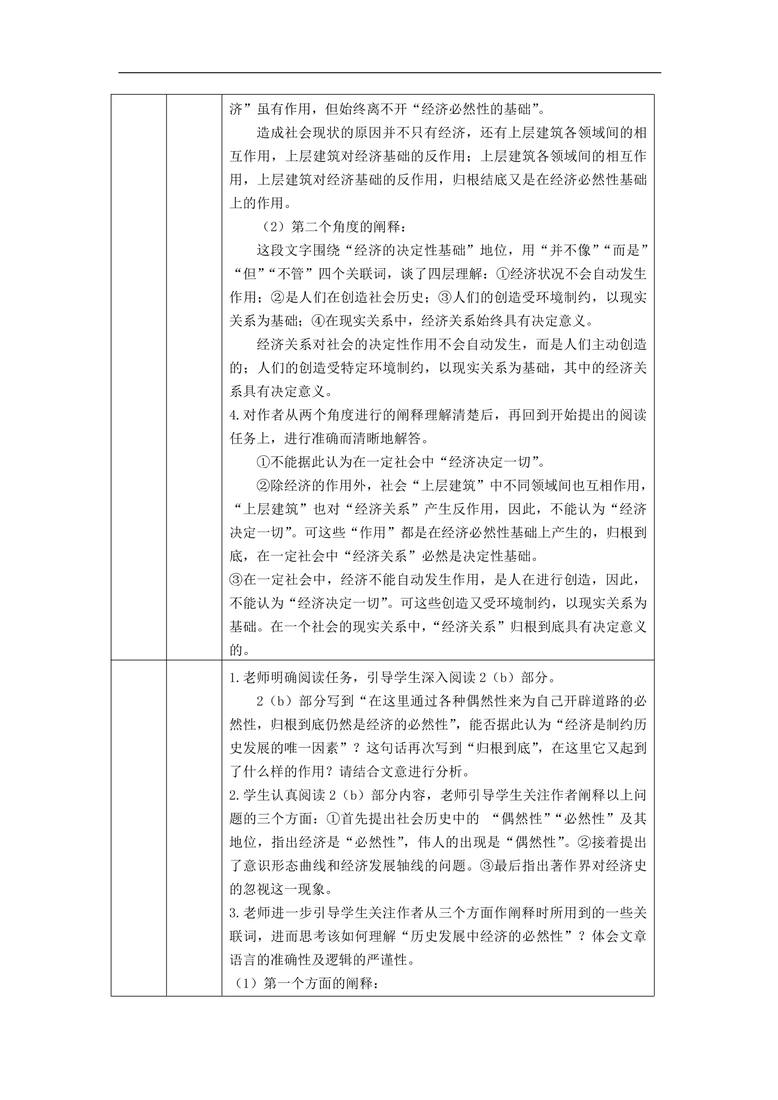 济”虽有作用，但始终离不开“经济必然性的基础”。
造成社会现状的原因并不只有经济，还有上层建筑各领域间的相
互作用，上层建筑对经济基础的反作用；上层建筑各领域间的相互作
用，上层建筑对经济基础的反作用，归根结底又是在经济必然性基础
上的作用。
（2）第二个角度的阐释：
这段文字围绕“经济的决定性基础”地位，用“并不像”“而是”
“但”“不管”四个关联词，谈了四层理解：①经济状况不会自动发生
作用；②是人们在创造社会历史；③人们的创造受环境制约，以现实
关系为基础；④在现实关系中，经济关系始终具有决定意义。
经济关系对社会的决定性作用不会自动发生，而是人们主动创造
的；人们的创造受特定环境制约，以现实关系为基础，其中的经济关
系具有决定意义。
4.对作者从两个角度进行的阐释理解清楚后，再回到开始提出的阅读
任务上，进行准确而清晰地解答。
①不能据此认为在一定社会中“经济决定一切”。
②除经济的作用外，社会“上层建筑”中不同领域间也互相作用，
“上层建筑”也对“经济关系”产生反作用，因此，不能认为“经济
决定一切”。可这些“作用”都是在经济必然性基础上产生的，归根到
底，在一定社会中“经济关系”必然是决定性基础。
③在一定社会中，经济不能自动发生作用，是人在进行创造，因此，
不能认为“经济决定一切”。可这些创造又受环境制约，以现实关系为
基础。在一个社会的现实关系中，“经济关系”归根到底具有决定意义
的。
1.老师明确阅读任务，引导学生深入阅读 2（b）部分。
2（b）部分写到“在这里通过各种偶然性来为自己开辟道路的必
然性，归根到底仍然是经济的必然性”，能否据此认为“经济是制约历
史发展的唯一因素”？这句话再次写到“归根到底”，在这里它又起到
了什么样的作用？请结合文意进行分析。
2.学生认真阅读 2（b）部分内容，老师引导学生关注作者阐释以上问
题的三个方面：①首先提出社会历史中的 “偶然性”“必然性”及其
地位，指出经济是“必然性”，伟人的出现是“偶然性”。②接着提出
了意识形态曲线和经济发展轴线的问题。③最后指出著作界对经济史
的忽视这一现象。
3.老师进一步引导学生关注作者从三个方面作阐释时所用到的一些关
联词，进而思考该如何理解“历史发展中经济的必然性”？体会文章
语言的准确性及逻辑的严谨性。
（1）第一个方面的阐释：